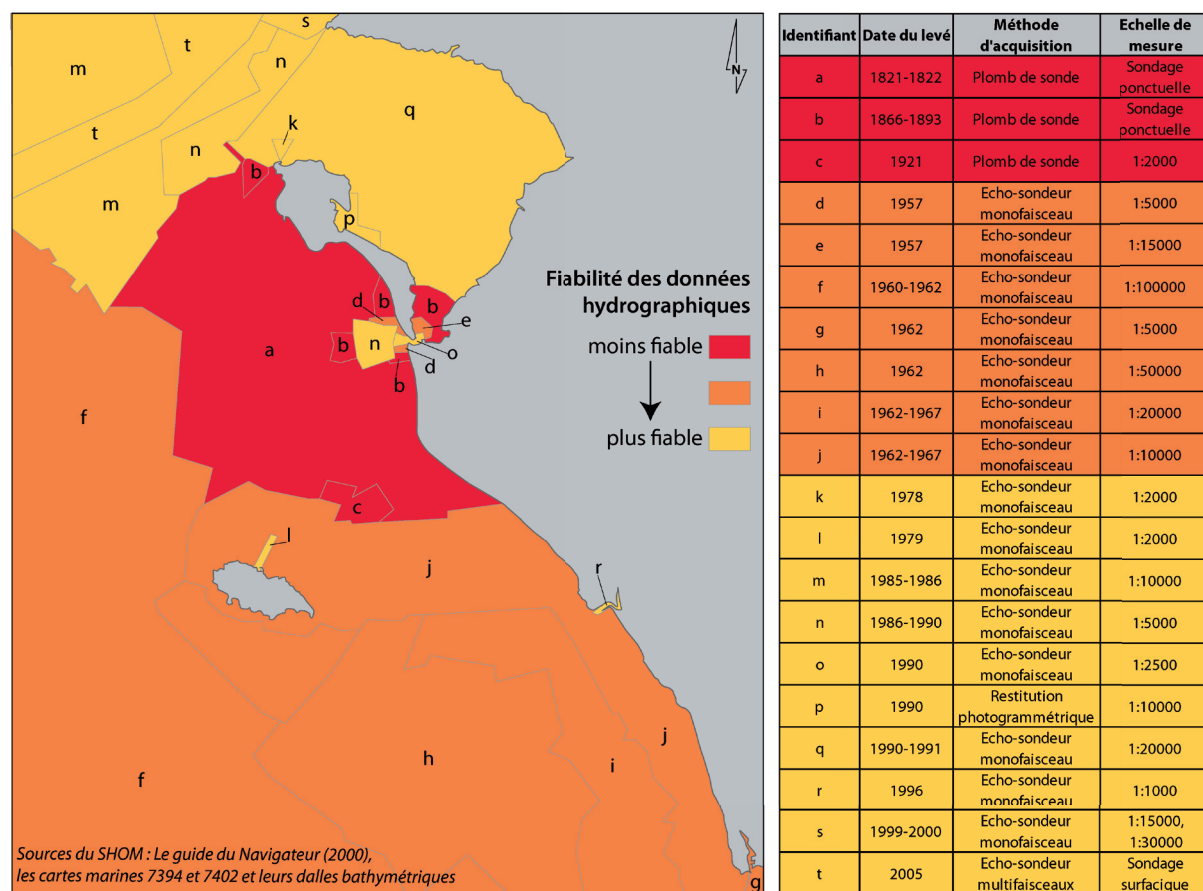 s
t
m
n
q
t
k
n
b
m
p
N
Fiabilité des données
hydrographiques
d
b
b
e
a
b
n
o
moins fiable
b
d
f
plus fiable
c
l
j
r
j
h
i
f
Sources du SHOM : Le guide du Navigateur (2000),
les cartes marines 7394 et 7402 et leurs dalles bathymétriques
g
Identifiant Date du levé Méthode d'acquisition Echelle de mesure
a 1821-1822 Plomb de sonde Sondage ponctuelle
b 1866-1893 Plomb de sonde Sondage ponctuelle
c 1921 Plomb de sonde 1:2000
d 1957 Echo-sondeur monofaisceau 1:5000
e 1957 Echo-sondeur monofaisceau 1:15000
f 1960-1962 Echo-sondeur monofaisceau 1:100000
g 1962 Echo-sondeur monofaisceau 1:5000
h 1962 Echo-sondeur monofaisceau 1:50000
i 1962-1967 Echo-sondeur monofaisceau 1:20000
j 1962-1967 Echo-sondeur monofaisceau 1:10000
k 1978 Echo-sondeur monofaisceau 1:2000
l 1979 Echo-sondeur monofaisceau 1:2000
m 1985-1986 Echo-sondeur monofaisceau 1:10000
n 1986-1990 Echo-sondeur monofaisceau 1:5000
o 1990 Echo-sondeur monofaisceau 1:2500
p 1990 Restitution photogrammétrique 1:10000
q 1990-1991 Echo-sondeur monofaisceau 1:20000
r 1996 Echo-sondeur monofaisceau 1:1000
s 1999-2000 Echo-sondeur monofaisceau 1:15000, 1:30000
t 2005 Echo-sondeur multifaisceaux Sondage surfacique